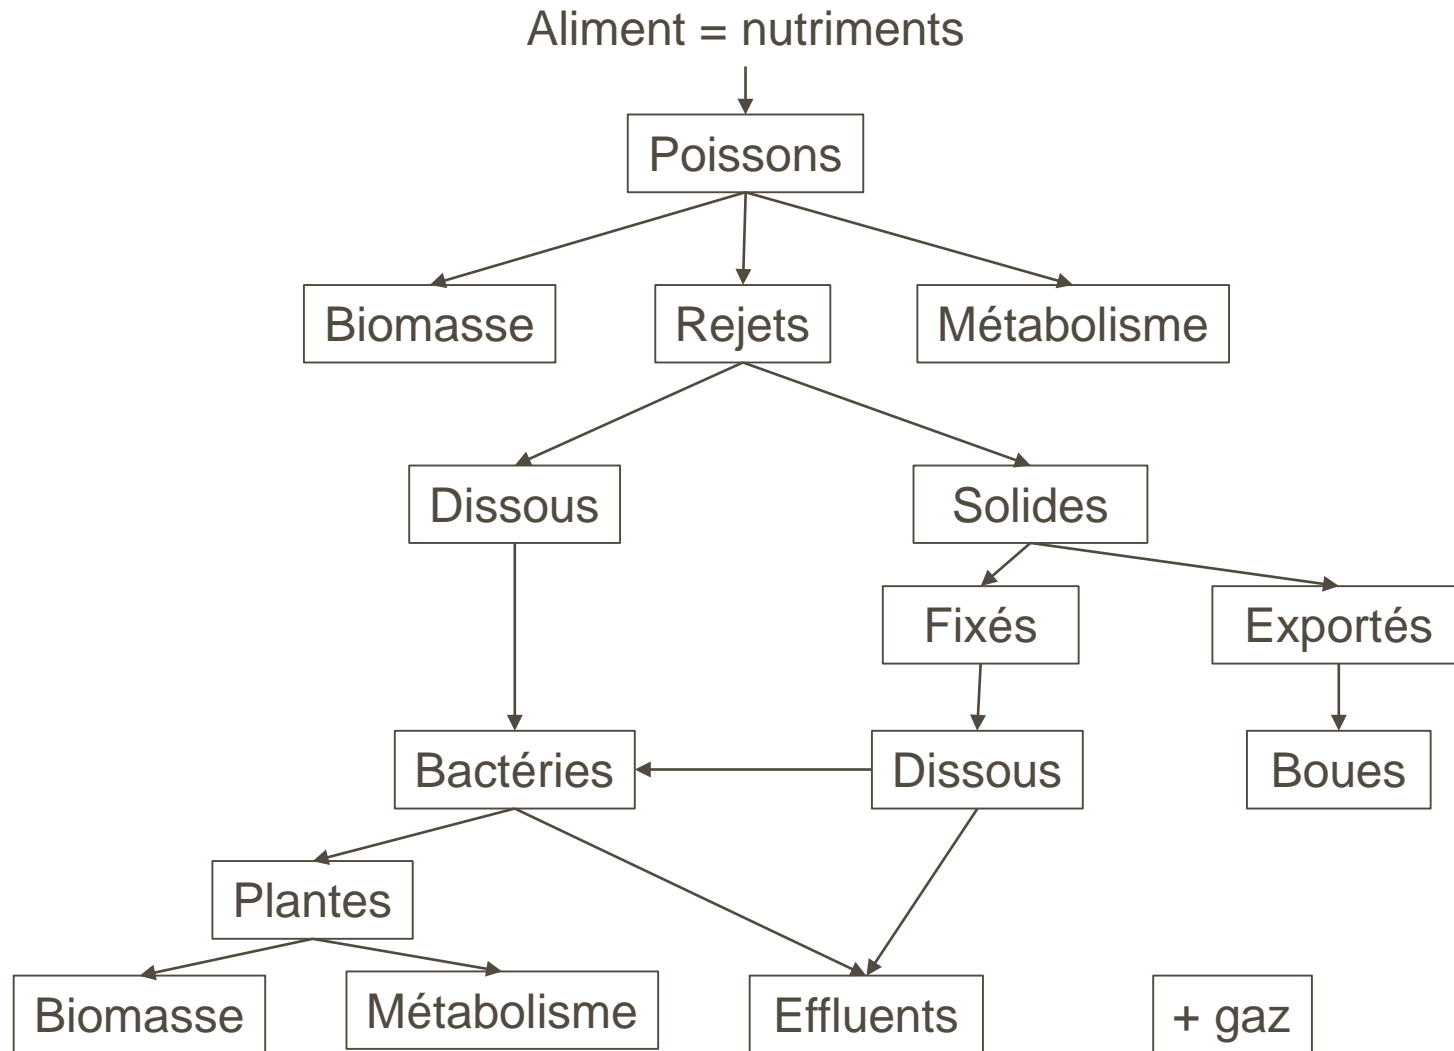 Aliment = nutriments
Poissons
Biomasse
Rejets
Métabolisme
Dissous
Solides
Fixés
Exportés
Bactéries
Dissous
Boues
Plantes
Biomasse
Métabolisme
Effluents
+ gaz